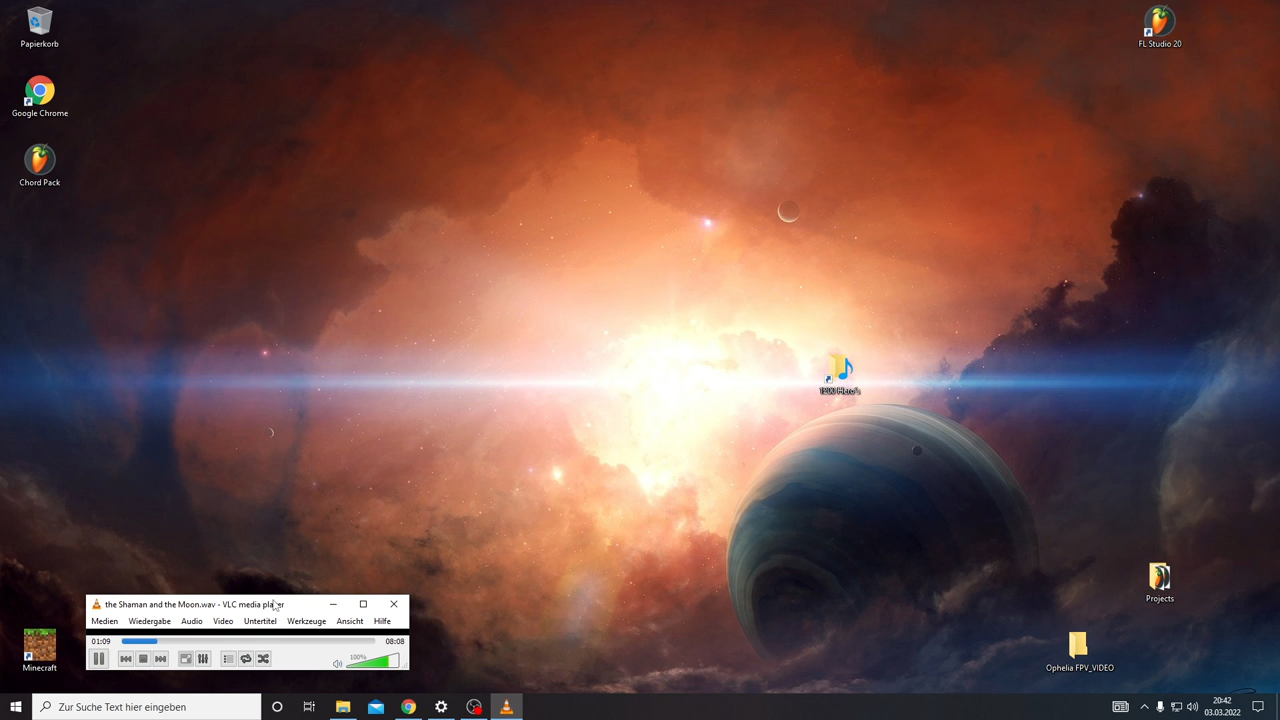 Papierkorb
Google Chrome
Chord Pack
FL Studio 20
Projects
Ophelia FPV_VIDEO
Minecraft
the Shaman and the Moon.wav - VLC media player
Medien Wiedergabe Audio Video Untertitel Werkzeuge Ansicht Hilfe
01:09 08:08
100%
Zur Suche Text hier eingeben
20:42
03.03.2022